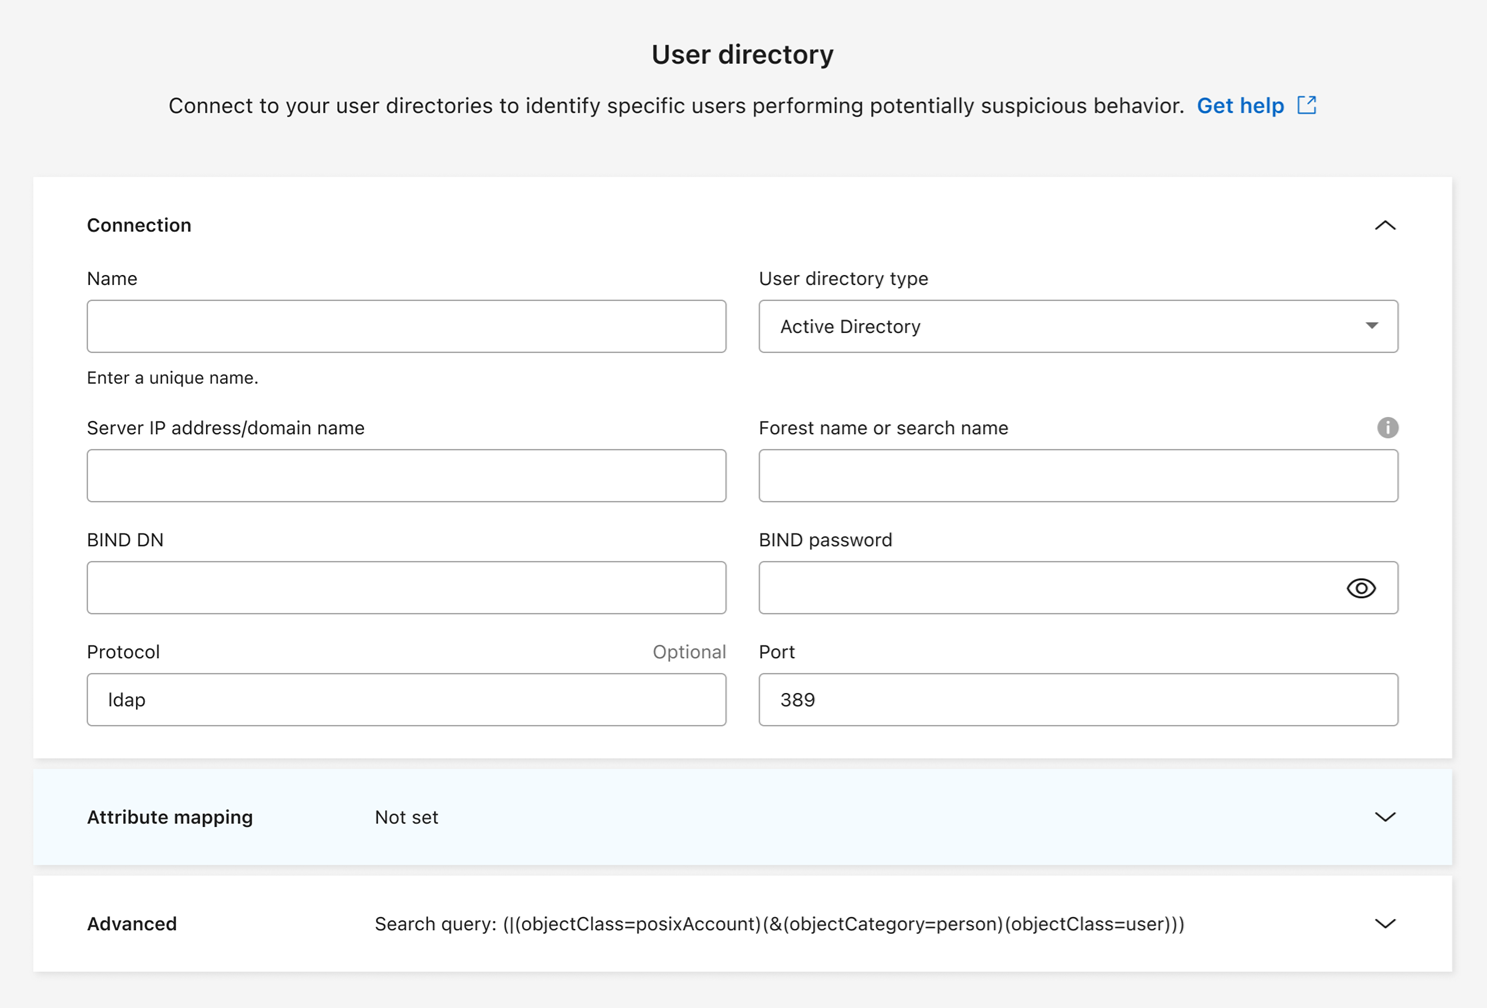 User directory
Connect to your user directories to identify specific users performing potentially suspicious behavior. Get help
Connection
Name
User directory type
Active Directory
Enter a unique name.
Server IP address/domain name
Forest name or search name
BIND DN
BIND password
Protocol
Optional
Port
ldap
389
Attribute mapping
Not set
Advanced
Search query: (|(objectClass=posixAccount)(&(objectCategory=person)(objectClass=user)))